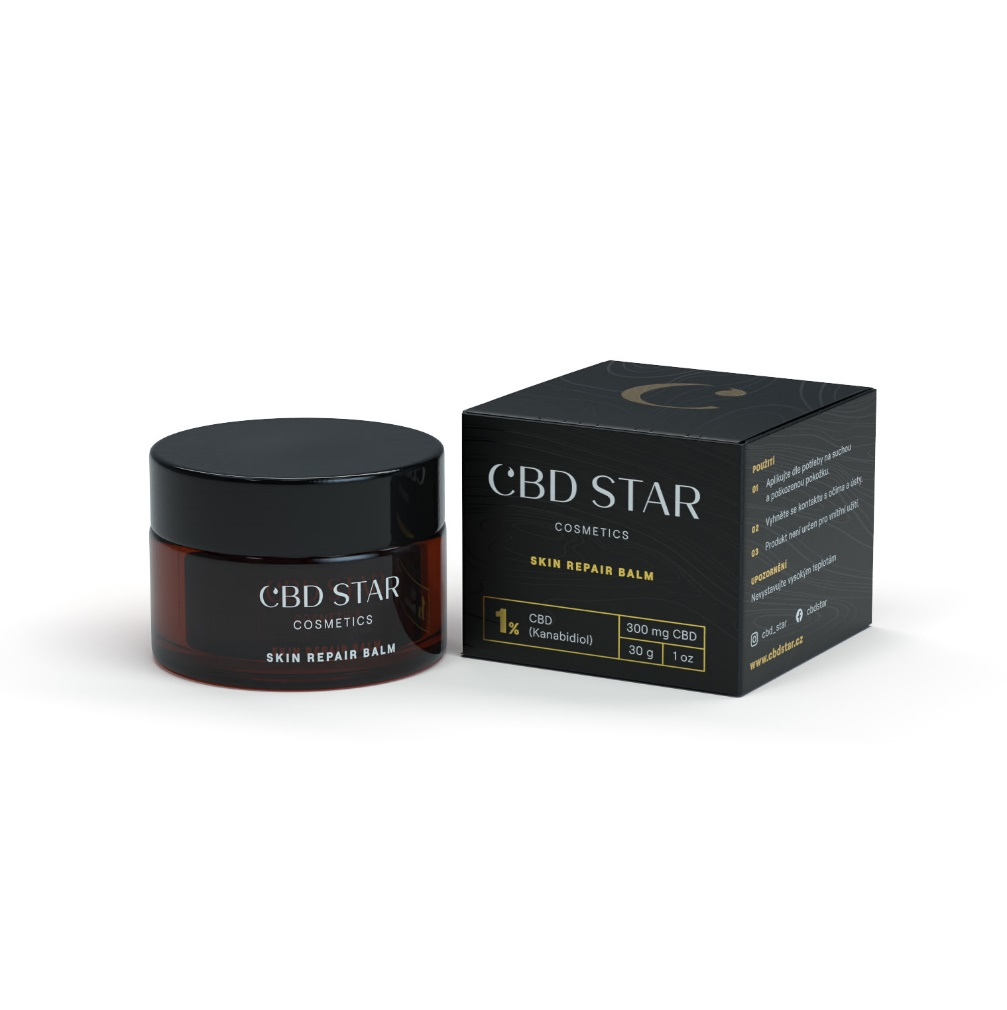 CBD STAR
COSMETICS
SKIN REPAIR BALM
CBD STAR
COSMETICS
SKIN REPAIR BALM
1%
CBD
(Kanabidiol)
300 mg CBD
30 g
1 oz
POUŽITÍ
01 Aplikujte dle potřeby na suchou
a poškozenou pokožku.
02 Vyhněte se kontaktu s očima a ústy.
03 Produkt není určen pro vnitřní užití.
UPOZORNĚNÍ
Nevystavujte vysokým teplotám
cbd_star cbdstar
www.cbdstar.cz